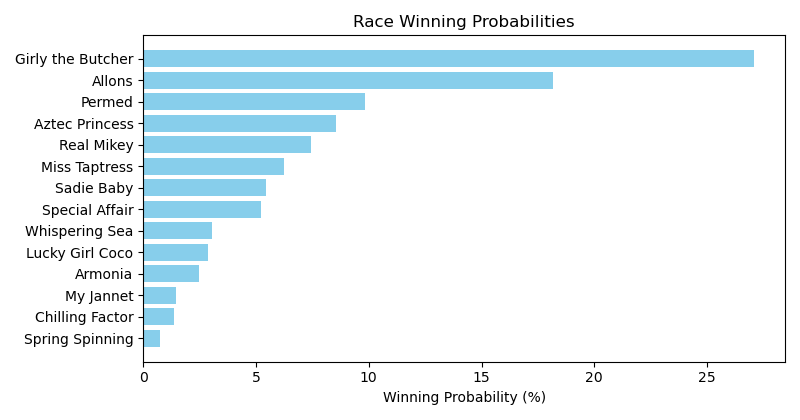 Race Winning Probabilities
Girly the Butcher
Allons
Permed
Aztec Princess
Real Mikey
Miss Taptress
Sadie Baby
Special Affair
Whispering Sea
Lucky Girl Coco
Armonia
My Jannet
Chilling Factor
Spring Spinning
0 5 10 15 20 25
Winning Probability (%)